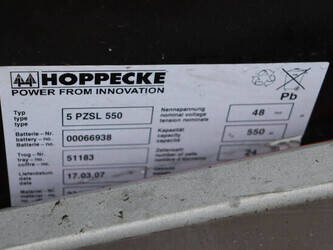 HOPPECKE
POWER FROM INNOVATION
Pb
Typ
type
type
5 PZSL 550
Nennspannung
nominal voltage
tension nominale
48
Batterie-Nr.
battery-no.
batterie-no.
00066938
Kapazität
capacity
capacité
550
Trog-Nr.
tray-no.
coffre-no.
51183
Zellenzahl
number of cells
24
Lieferdatum
date
date
17.03.07
Material